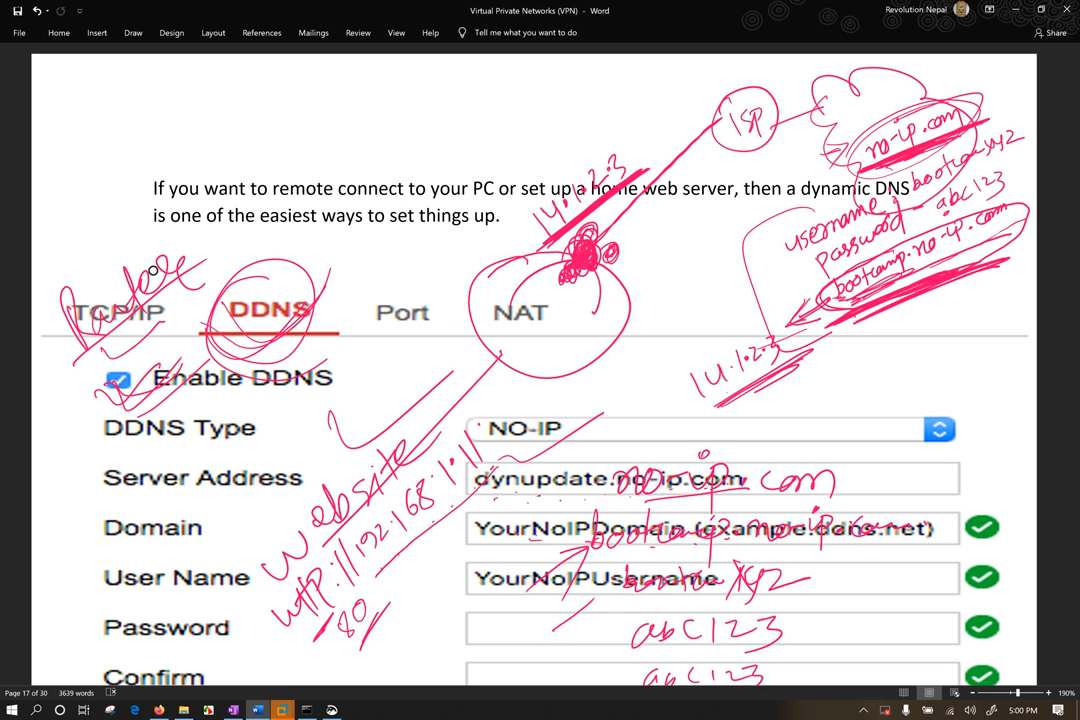 Virtual Private Networks (VPN) - Word
Revolution Nepal
File Home Insert Draw Design Layout References Mailings Review View Help Tell me what you want to do
Share
ISP
no-ip.com
username bootcampxyz
password abc123
bootcamp.no-ip.com
14.1.2.3
If you want to remote connect to your PC or set up a home web server, then a dynamic DNS
is one of the easiest ways to set things up.
14.1.2.3
TCP/IP DDNS Port NAT
Enable DDNS
DDNS Type NO-IP
Website
HTTP://192.168.1.11
80
Server Address dynupdate.no-ip.com
no-ip.com
Domain YourNoIPDomain (example.ddns.net)
bootcamp.no-ip.com
User Name YourNoIPUsername
xyz
Password abc123
Confirm abc123
Page 17 of 30 3639 words
190%
5:00 PM